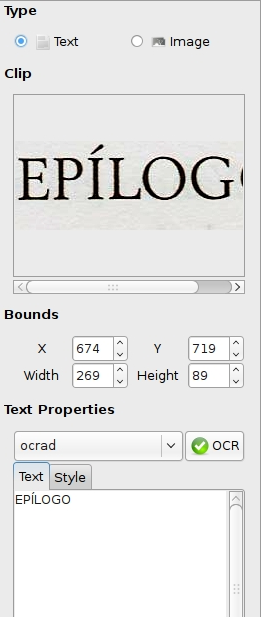 Type
Text Image
Clip
EPÍLOGO
Bounds
X 674 Y 719
Width 269 Height 89
Text Properties
ocrad OCR
Text Style
EPÍLOGO